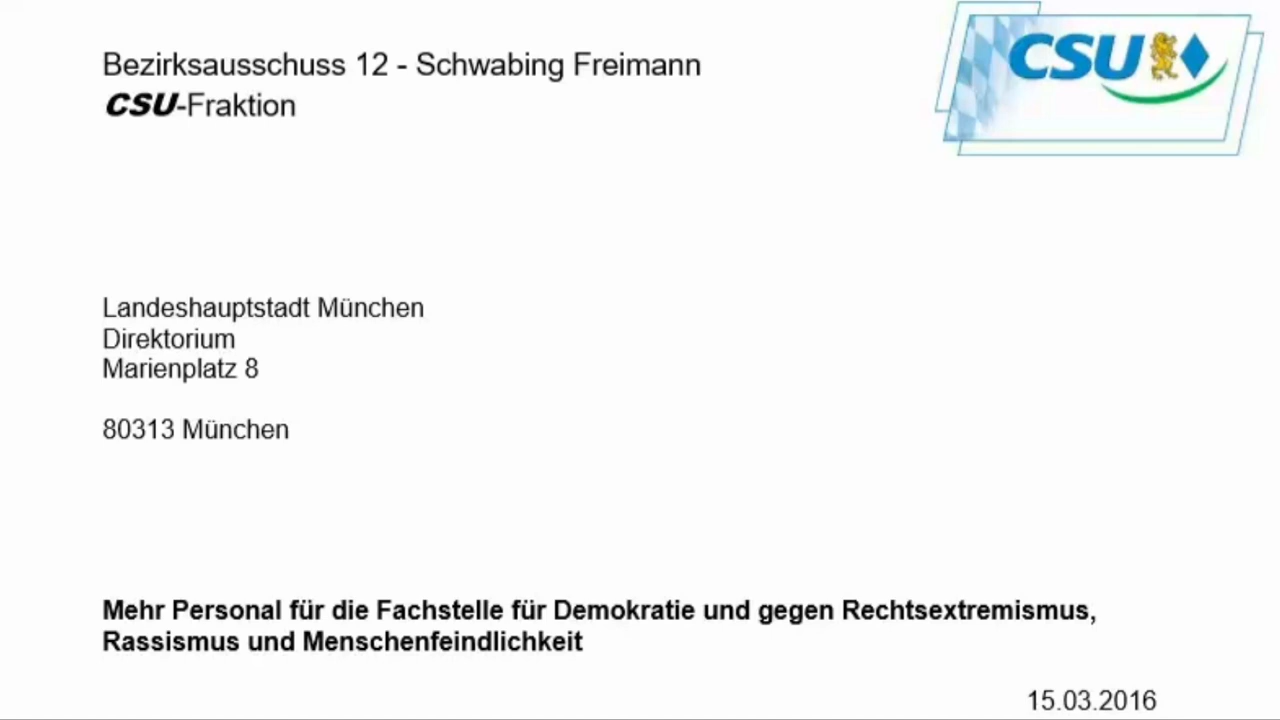 Bezirksausschuss 12 - Schwabing Freimann
CSU-Fraktion
CSU
Landeshauptstadt München
Direktorium
Marienplatz 8
80313 München
Mehr Personal für die Fachstelle für Demokratie und gegen Rechtsextremismus,
Rassismus und Menschenfeindlichkeit
15.03.2016